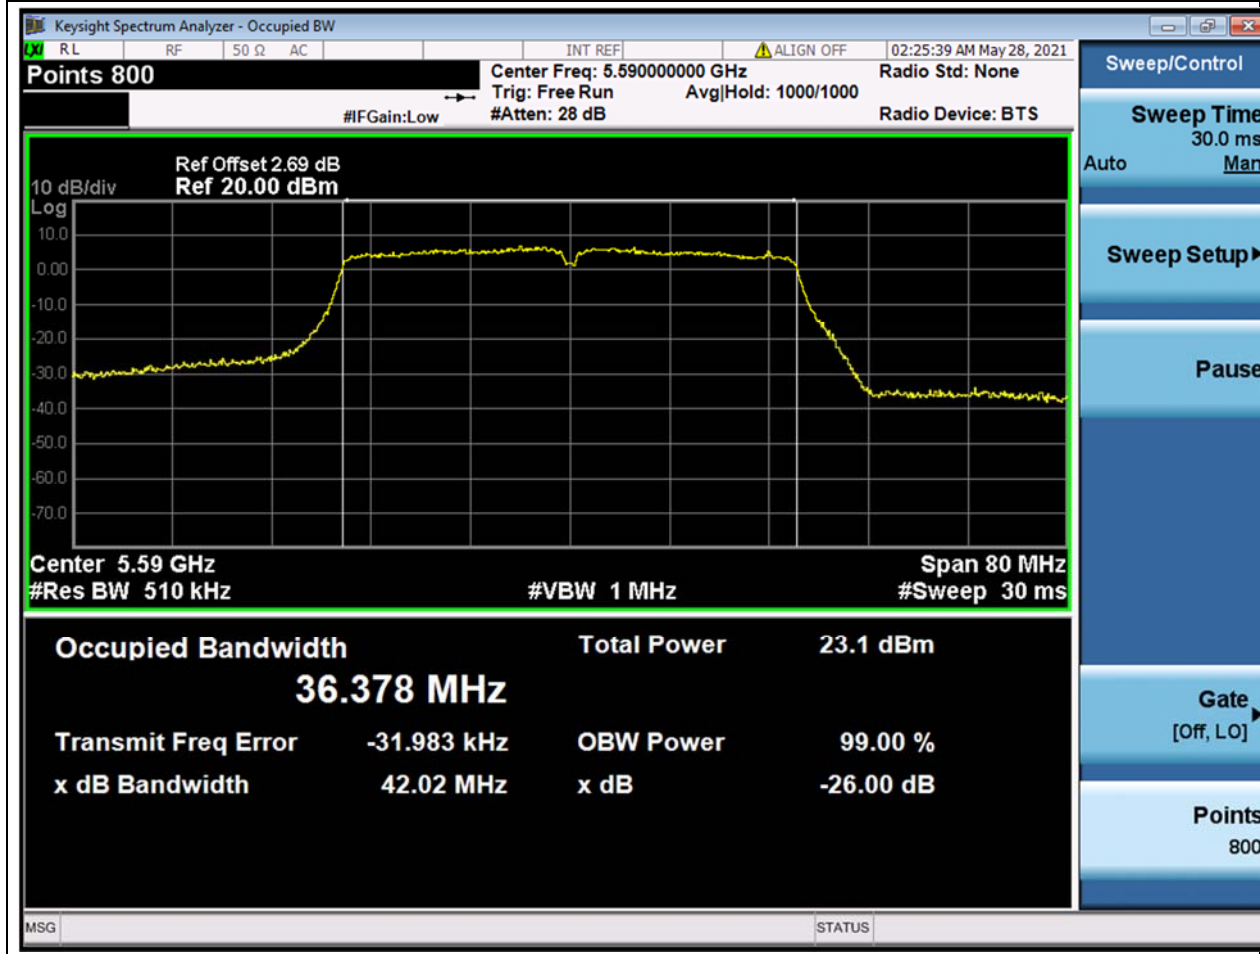 Keysight Spectrum Analyzer - Occupied BW
LXI RL RF 50 Ω AC INT REF ALIGN OFF 02:25:39 AM May 28, 2021
Points 800
Center Freq: 5.590000000 GHz Radio Std: None
Trig: Free Run Avg|Hold: 1000/1000
#IFGain:Low #Atten: 28 dB Radio Device: BTS
Ref Offset 2.69 dB
10 dB/div Ref 20.00 dBm
Log
10.0
0.00
-10.0
-20.0
-30.0
-40.0
-50.0
-60.0
-70.0
Center 5.59 GHz Span 80 MHz
#Res BW 510 kHz #VBW 1 MHz #Sweep 30 ms
Occupied Bandwidth Total Power 23.1 dBm
36.378 MHz
Transmit Freq Error -31.983 kHz OBW Power 99.00 %
x dB Bandwidth 42.02 MHz x dB -26.00 dB
MSG STATUS
Sweep/Control
Sweep Time
30.0 ms
Auto Man
Sweep Setup
Pause
Gate
[Off, LO]
Points
800